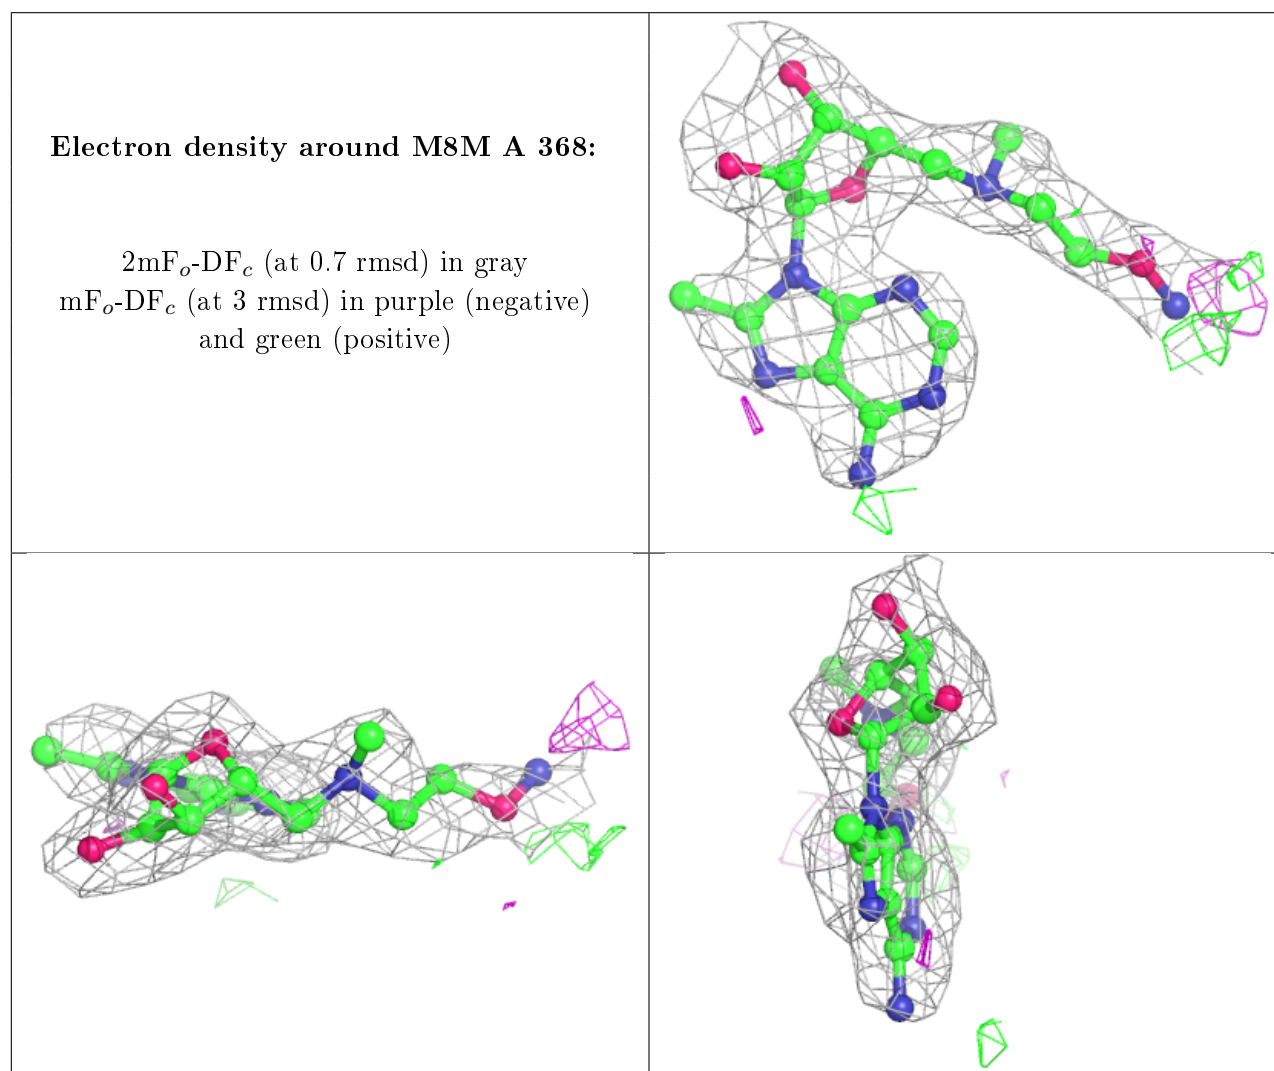 Electron density around M8M A 368:
2mFo-DFc (at 0.7 rmsd) in gray
mFo-DFc (at 3 rmsd) in purple (negative)
and green (positive)